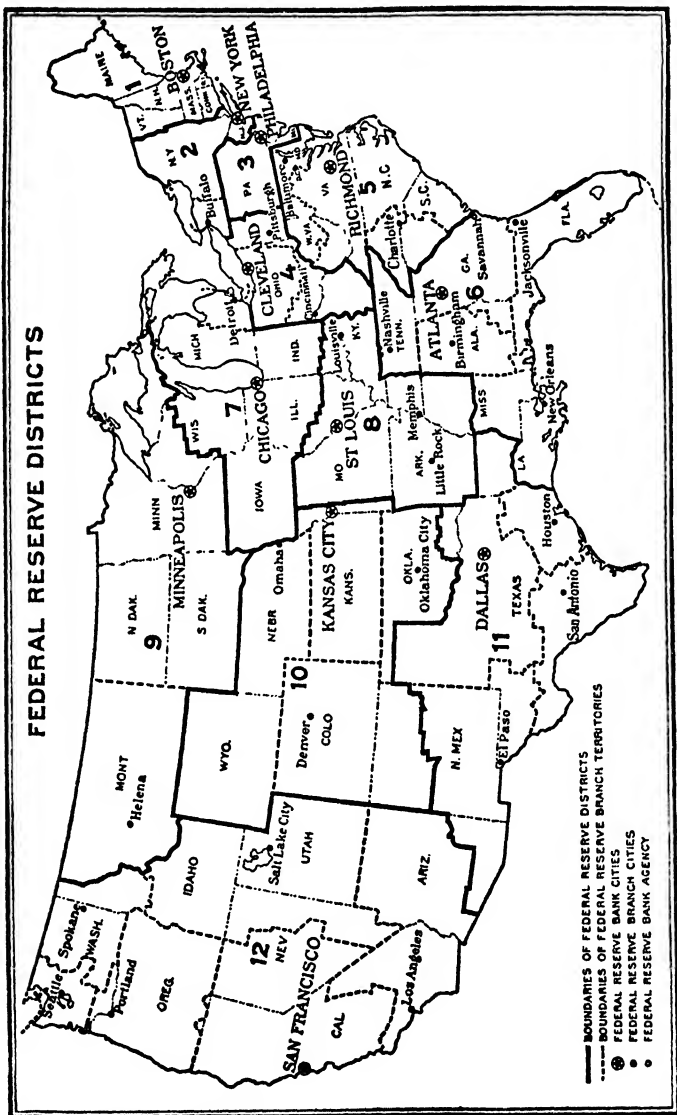 FEDERAL RESERVE DISTRICTS
Seattle
Spokane
WASH.
Portland
OREG.
IDAHO
MONT
Helena
N DAK.
9
S DAK.
MINN
MINNEAPOLIS
WIS
MICH
7
Detroit
CHICAGO
IOWA
ILL.
IND.
WYO.
NEBR
Omaha
10
12
NEV
SAN FRANCISCO
CAL
Los Angeles
Salt Lake City
UTAH
ARIZ.
Denver
COLO
KANSAS CITY
KANS.
MO
ST LOUIS
8
Louisville
KY.
OHIO
CLEVELAND
4
Cincinnati
Pittsburgh
PA
3
PHILADELPHIA
NEW YORK
N.Y
2
Buffalo
VT.
N.H.
MAINE
1
BOSTON
MASS.
CONN
Baltimore
W.VA.
VA
RICHMOND
5
N.C
Charlotte
S.C.
Nashville
TENN.
Memphis
ARK.
Little Rock
OKLA.
Oklahoma City
N. MEX
El Paso
DALLAS
TEXAS
11
Houston
San Antonio
LA
New Orleans
MISS
ALA.
Birmingham
ATLANTA
GA.
Savannah
6
Jacksonville
FLA.
BOUNDARIES OF FEDERAL RESERVE DISTRICTS
BOUNDARIES OF FEDERAL RESERVE BRANCH TERRITORIES
FEDERAL RESERVE BANK CITIES
FEDERAL RESERVE BRANCH CITIES
FEDERAL RESERVE BANK AGENCY